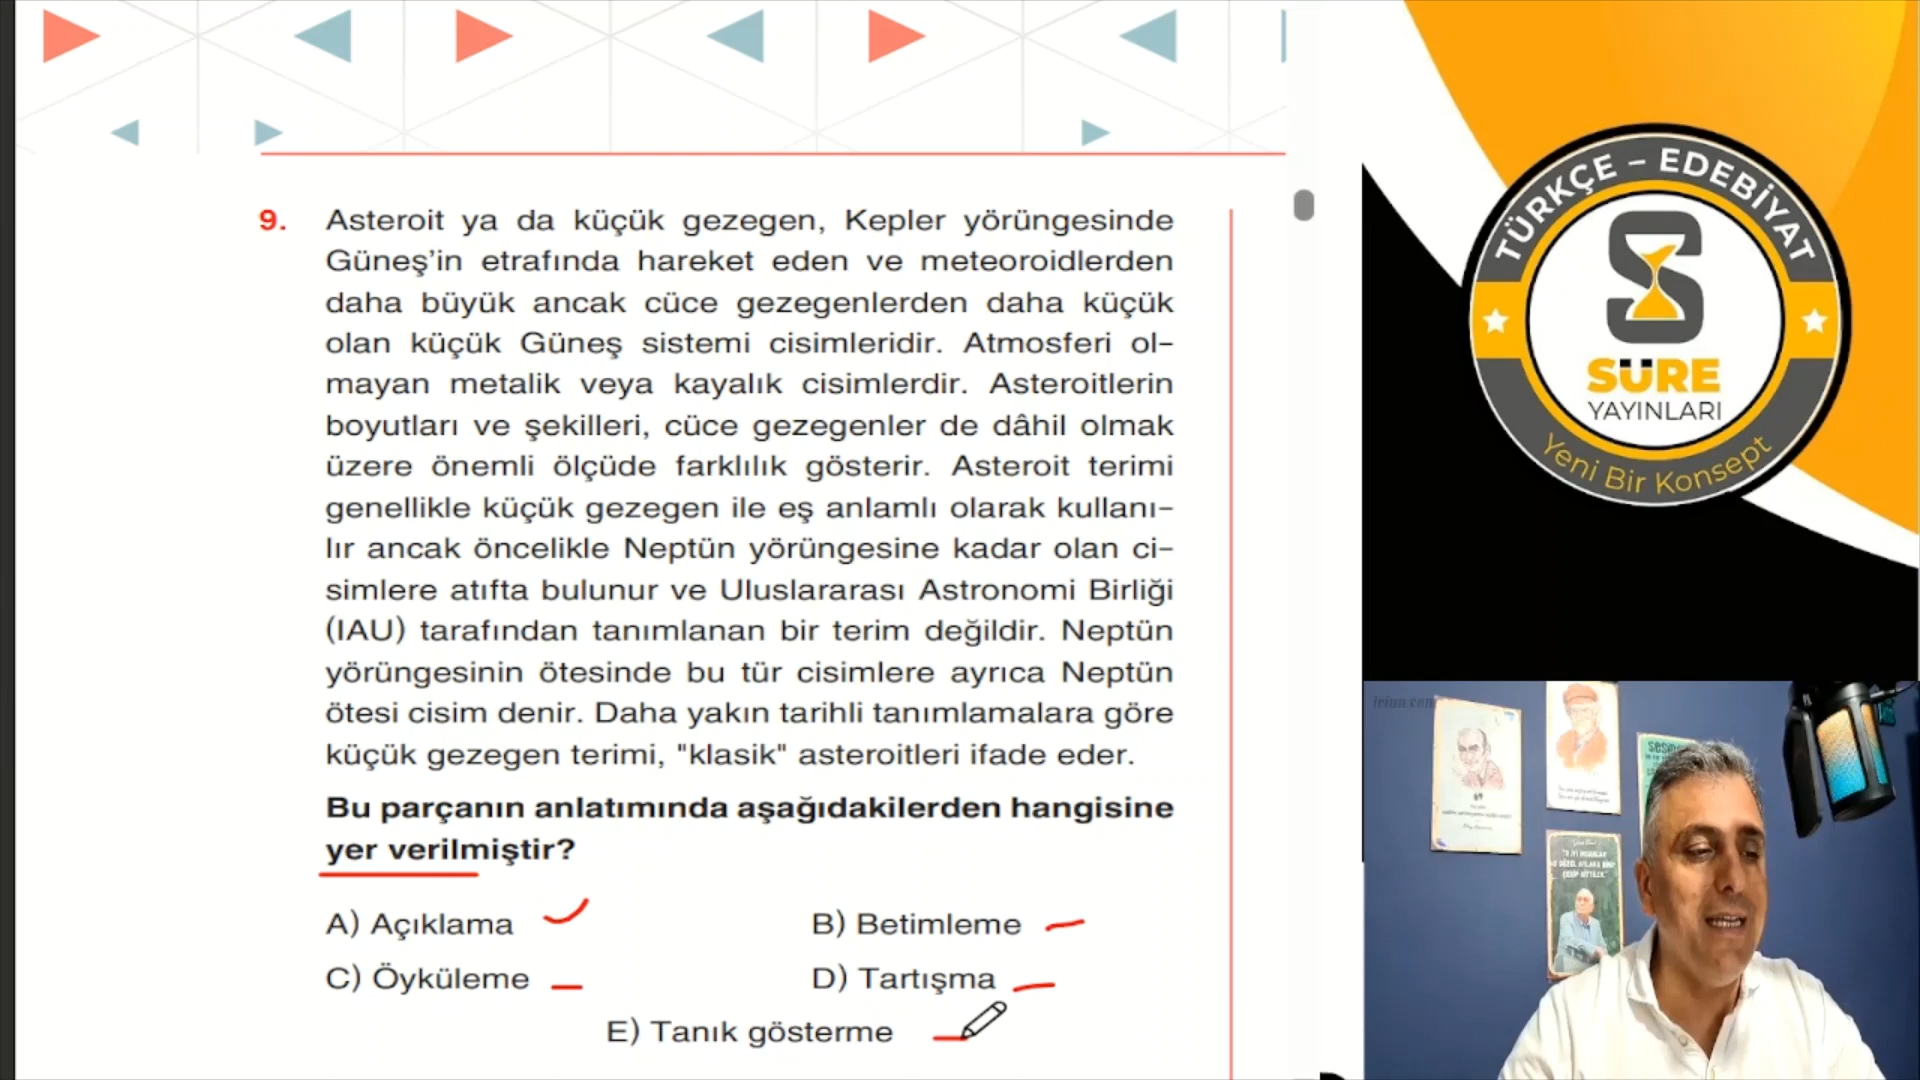 9. Asteroit ya da küçük gezegen, Kepler yörüngesinde
Güneş’in etrafında hareket eden ve meteoroidlerden
daha büyük ancak cüce gezegenlerden daha küçük
olan küçük Güneş sistemi cisimleridir. Atmosferi ol-
mayan metalik veya kayalık cisimlerdir. Asteroitlerin
boyutları ve şekilleri, cüce gezegenler de dâhil olmak
üzere önemli ölçüde farklılık gösterir. Asteroit terimi
genellikle küçük gezegen ile eş anlamlı olarak kullanı-
lır ancak öncelikle Neptün yörüngesine kadar olan ci-
simlere atıfta bulunur ve Uluslararası Astronomi Birliği
(IAU) tarafından tanımlanan bir terim değildir. Neptün
yörüngesinin ötesinde bu tür cisimlere ayrıca Neptün
ötesi cisim denir. Daha yakın tarihli tanımlamalara göre
küçük gezegen terimi, "klasik" asteroitleri ifade eder.
Bu parçanın anlatımında aşağıdakilerden hangisine
yer verilmiştir?
A) Açıklama
B) Betimleme
C) Öyküleme
D) Tartışma
E) Tanık gösterme
TÜRKÇE – EDEBİYAT
S
SÜRE
YAYINLARI
Yeni Bir Konsept